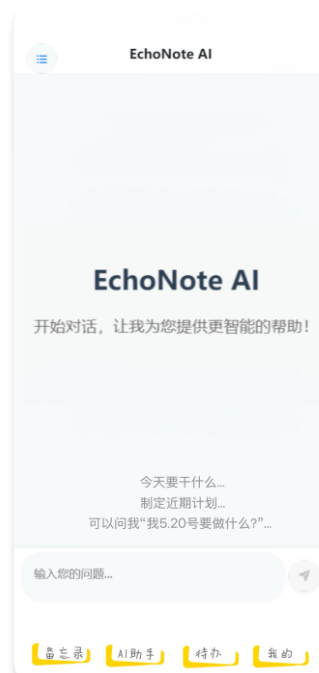 EchoNote AI
EchoNote AI
开始对话，让我为您提供更智能的帮助！
今天要干什么...
制定近期计划...
可以问我“我5.20号要做什么?”...
输入您的问题...
备忘录 AI助手 待办 我的